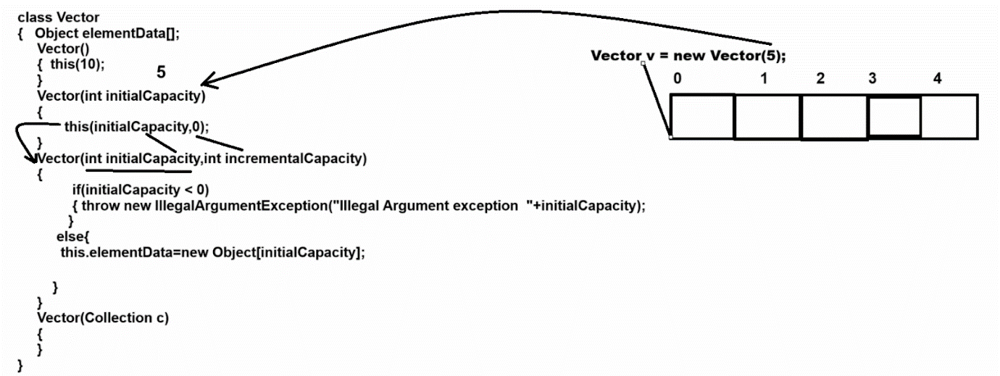 class Vector
{ Object elementData[];
Vector()
{ this(10);
}
5
Vector(int initialCapacity)
{
this(initialCapacity,0);
}
Vector(int initialCapacity,int incrementalCapacity)
{
if(initialCapacity < 0)
{ throw new IllegalArgumentException("Illegal Argument exception "+initialCapacity);
}
else{
this.elementData=new Object[initialCapacity];
}
}
Vector(Collection c)
{
}
}
Vector v = new Vector(5);
0 1 2 3 4